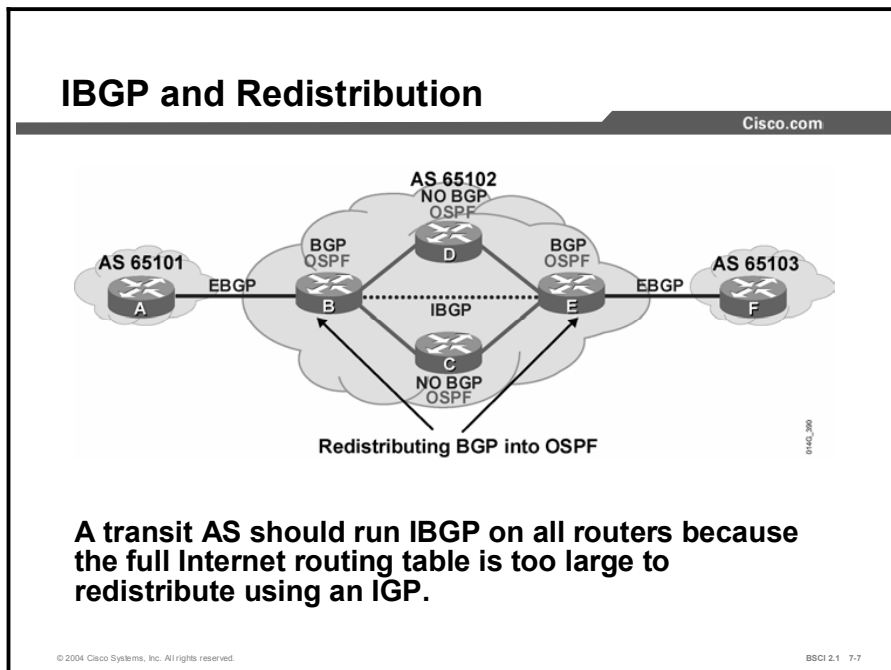 IBGP and Redistribution
Cisco.com
AS 65102
NO BGP
OSPF
D
BGP
OSPF
BGP
OSPF
AS 65101
AS 65103
EBGP
EBGP
A
B
IBGP
E
F
C
NO BGP
OSPF
Redistributing BGP into OSPF
014G_390
A transit AS should run IBGP on all routers because
the full Internet routing table is too large to
redistribute using an IGP.
© 2004 Cisco Systems, Inc. All rights reserved.
BSCI 2.1 7-7